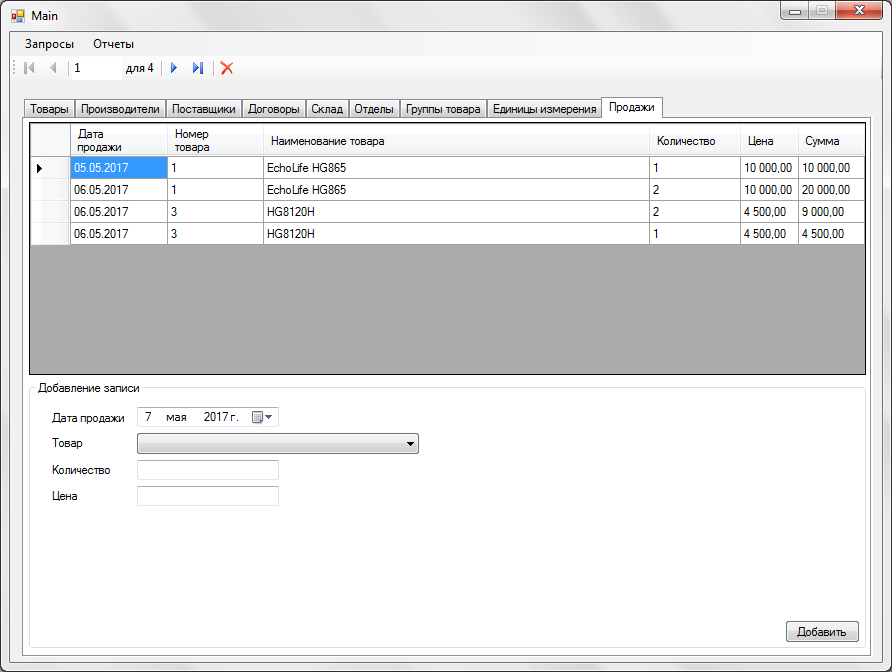 Main
Запросы Отчеты
1 для 4
Товары Производители Поставщики Договоры Склад Отделы Группы товара Единицы измерения Продажи
Дата продажи Номер товара Наименование товара Количество Цена Сумма
05.05.2017 1 EchoLife HG865 1 10 000,00 10 000,00
06.05.2017 1 EchoLife HG865 2 10 000,00 20 000,00
06.05.2017 3 HG8120H 2 4 500,00 9 000,00
06.05.2017 3 HG8120H 1 4 500,00 4 500,00
Добавление записи
Дата продажи 7 мая 2017 г.
Товар
Количество
Цена
Добавить